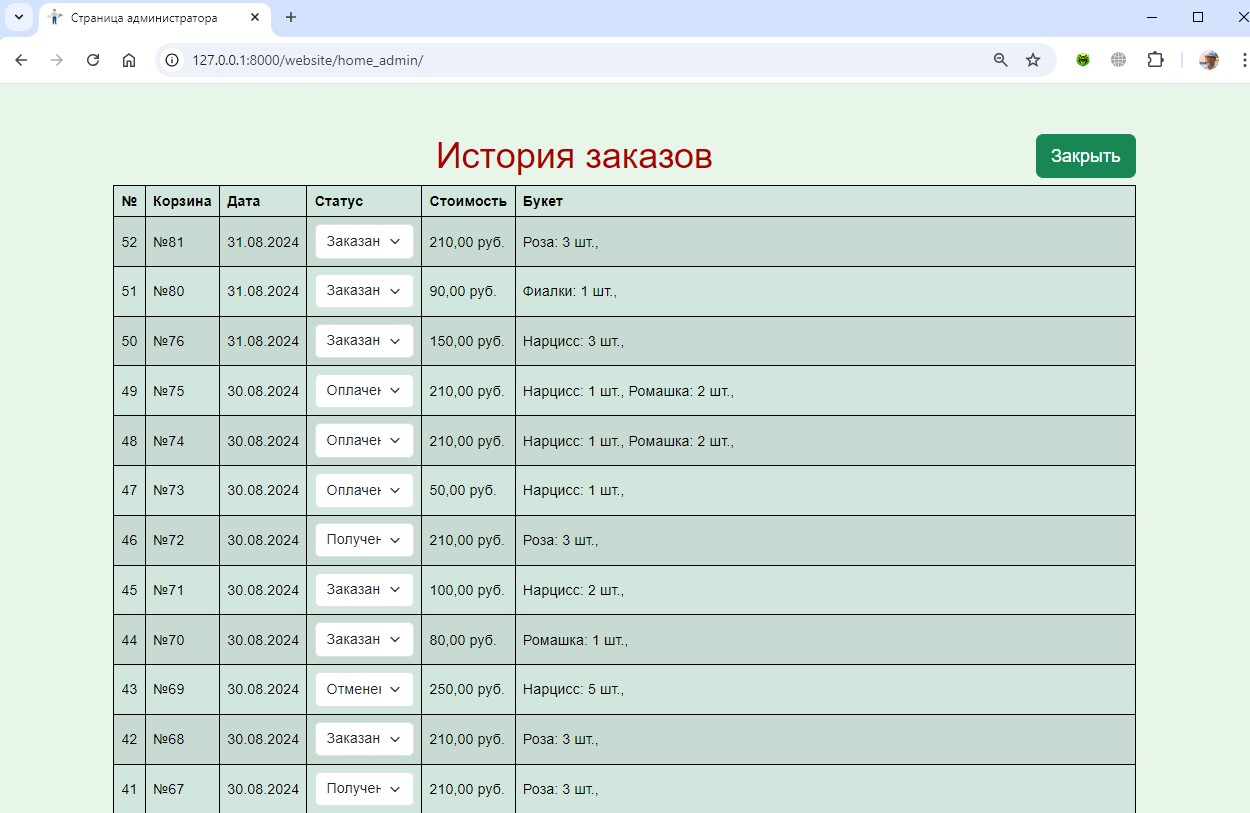 Страница администратора
127.0.0.1:8000/website/home_admin/
История заказов
Закрыть
№ Корзина Дата Статус Стоимость Букет
52 №81 31.08.2024 Заказан 210,00 руб. Роза: 3 шт.,
51 №80 31.08.2024 Заказан 90,00 руб. Фиалки: 1 шт.,
50 №76 31.08.2024 Заказан 150,00 руб. Нарцисс: 3 шт.,
49 №75 30.08.2024 Оплачен 210,00 руб. Нарцисс: 1 шт., Ромашка: 2 шт.,
48 №74 30.08.2024 Оплачен 210,00 руб. Нарцисс: 1 шт., Ромашка: 2 шт.,
47 №73 30.08.2024 Оплачен 50,00 руб. Нарцисс: 1 шт.,
46 №72 30.08.2024 Получен 210,00 руб. Роза: 3 шт.,
45 №71 30.08.2024 Заказан 100,00 руб. Нарцисс: 2 шт.,
44 №70 30.08.2024 Заказан 80,00 руб. Ромашка: 1 шт.,
43 №69 30.08.2024 Отменен 250,00 руб. Нарцисс: 5 шт.,
42 №68 30.08.2024 Заказан 210,00 руб. Роза: 3 шт.,
41 №67 30.08.2024 Получен 210,00 руб. Роза: 3 шт.,